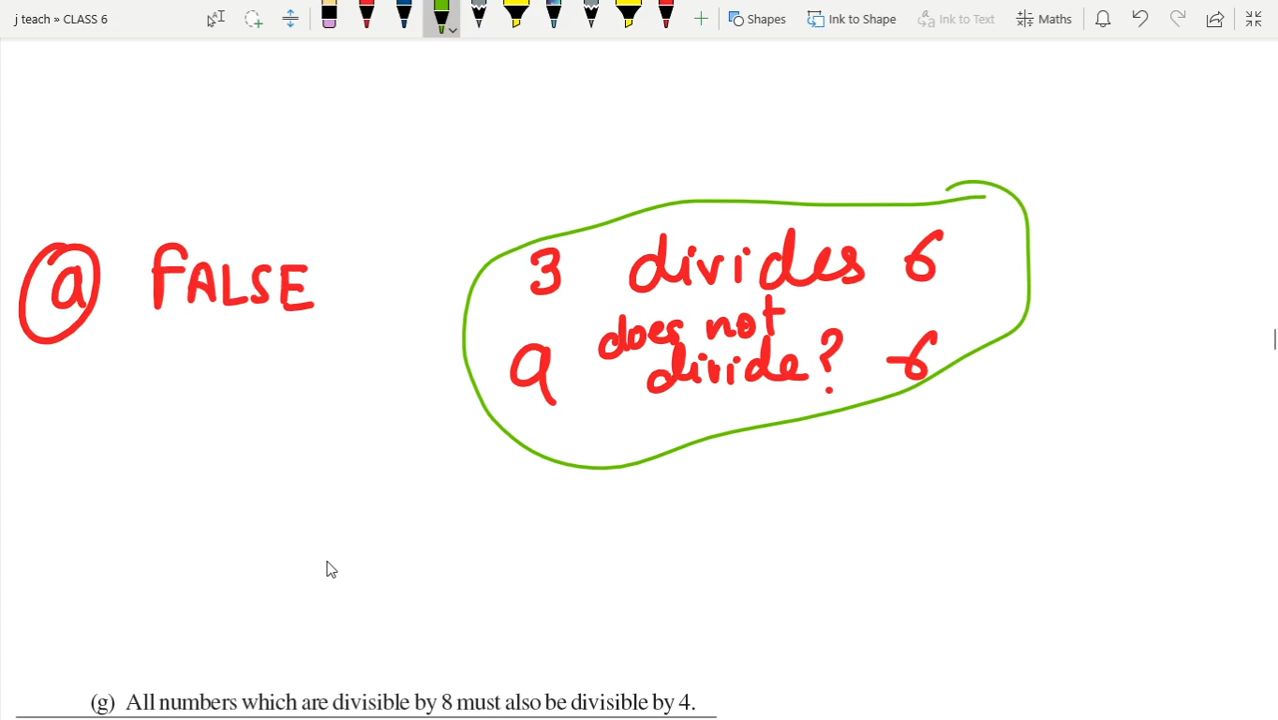 j teach » CLASS 6 Shapes Ink to Shape Ink to Text Maths
a FALSE 3 divides 6
9 does not divide? 6
(g) All numbers which are divisible by 8 must also be divisible by 4.